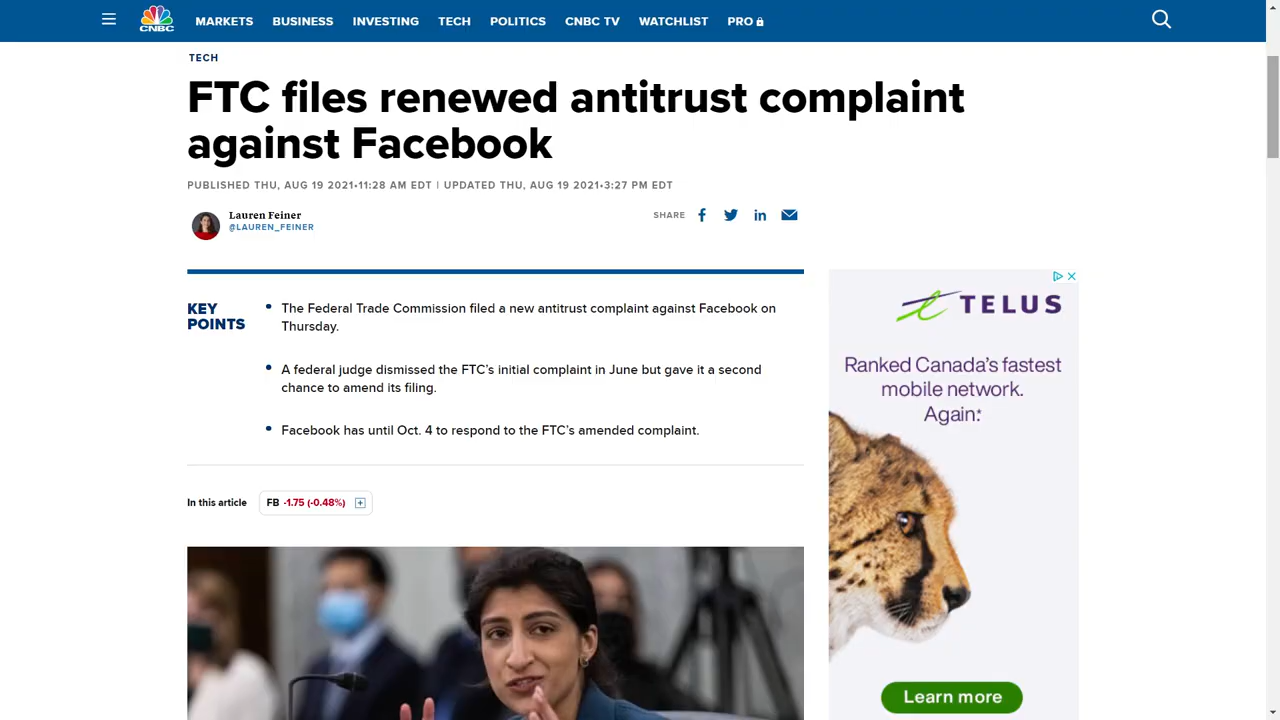 CNBC
MARKETS BUSINESS INVESTING TECH POLITICS CNBC TV WATCHLIST PRO
TECH
FTC files renewed antitrust complaint
against Facebook
PUBLISHED THU, AUG 19 2021•11:28 AM EDT | UPDATED THU, AUG 19 2021•3:27 PM EDT
Lauren Feiner
@LAUREN_FEINER
SHARE
KEY
POINTS
• The Federal Trade Commission filed a new antitrust complaint against Facebook on
Thursday.
• A federal judge dismissed the FTC’s initial complaint in June but gave it a second
chance to amend its filing.
• Facebook has until Oct. 4 to respond to the FTC’s amended complaint.
In this article FB -1.75 (-0.48%)
TELUS
Ranked Canada’s fastest
mobile network.
Again.*
Learn more